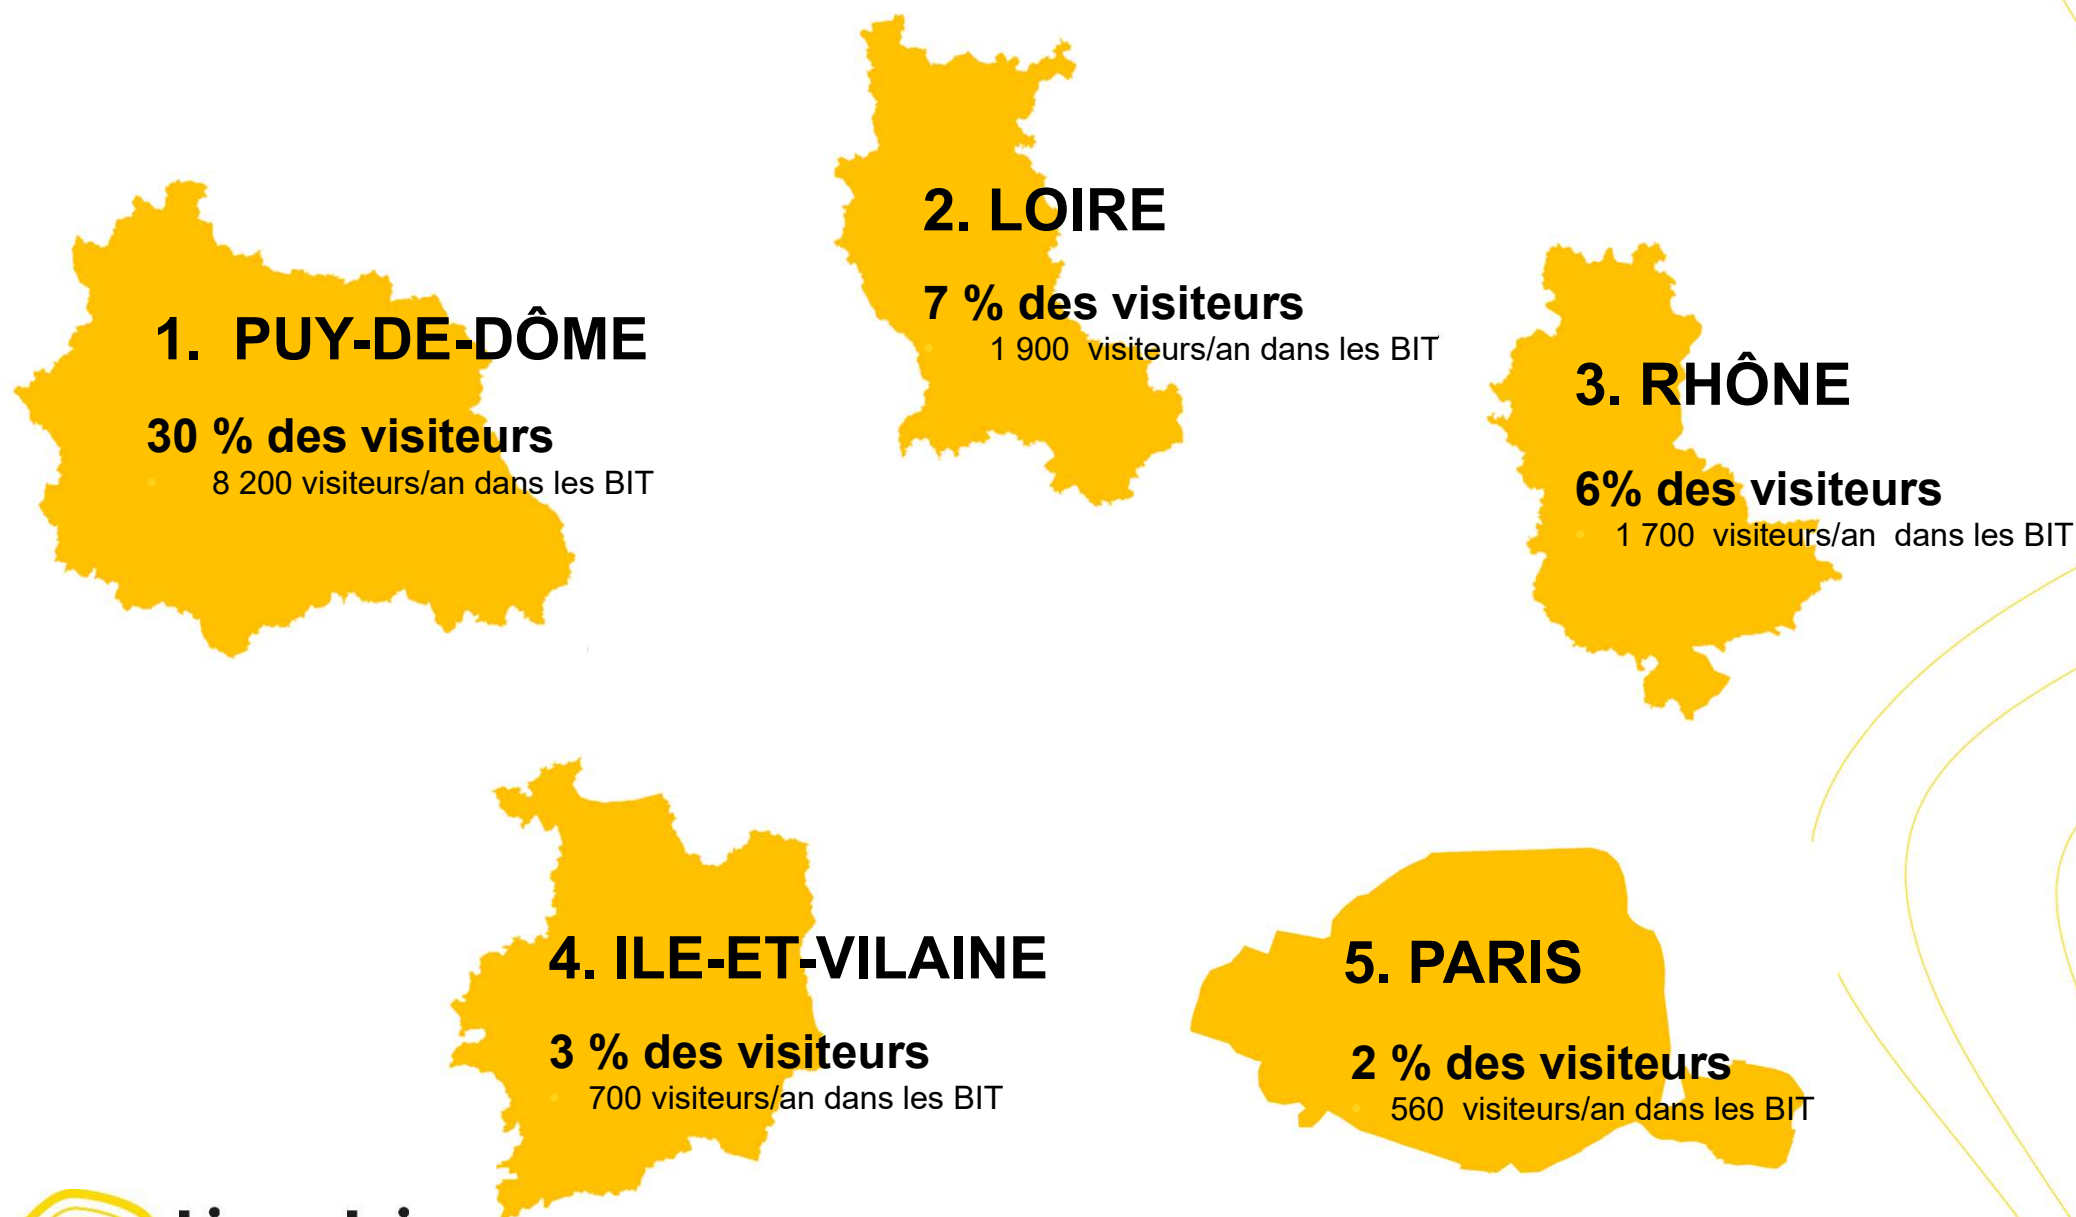 1. PUY-DE-DÔME
30 % des visiteurs
8 200 visiteurs/an dans les BIT
2. LOIRE
7 % des visiteurs
1 900 visiteurs/an dans les BIT
3. RHÔNE
6% des visiteurs
1 700 visiteurs/an dans les BIT
4. ILE-ET-VILAINE
3 % des visiteurs
700 visiteurs/an dans les BIT
5. PARIS
2 % des visiteurs
560 visiteurs/an dans les BIT